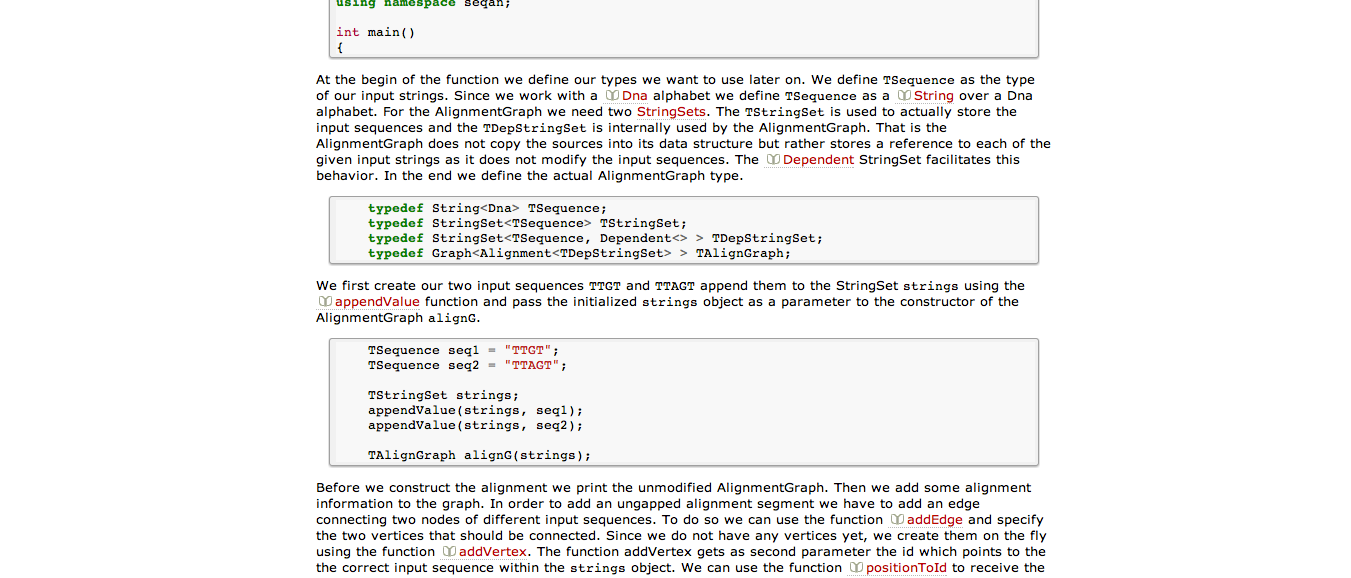 using namespace seqan;
int main()
{
At the begin of the function we define our types we want to use later on. We define TSequence as the type
of our input strings. Since we work with a Dna alphabet we define TSequence as a String over a Dna
alphabet. For the AlignmentGraph we need two StringSets. The TStringSet is used to actually store the
input sequences and the TDepStringSet is internally used by the AlignmentGraph. That is the
AlignmentGraph does not copy the sources into its data structure but rather stores a reference to each of the
given input strings as it does not modify the input sequences. The Dependent StringSet facilitates this
behavior. In the end we define the actual AlignmentGraph type.
typedef String<Dna> TSequence;
typedef StringSet<TSequence> TStringSet;
typedef StringSet<TSequence, Dependent<> > TDepStringSet;
typedef Graph<Alignment<TDepStringSet> > TAlignGraph;
We first create our two input sequences TTGT and TTAGT append them to the StringSet strings using the
appendValue function and pass the initialized strings object as a parameter to the constructor of the
AlignmentGraph alignG.
TSequence seq1 = "TTGT";
TSequence seq2 = "TTAGT";
TStringSet strings;
appendValue(strings, seq1);
appendValue(strings, seq2);
TAlignGraph alignG(strings);
Before we construct the alignment we print the unmodified AlignmentGraph. Then we add some alignment
information to the graph. In order to add an ungapped alignment segment we have to add an edge
connecting two nodes of different input sequences. To do so we can use the function addEdge and specify
the two vertices that should be connected. Since we do not have any vertices yet, we create them on the fly
using the function addVertex. The function addVertex gets as second parameter the id which points to the
the correct input sequence within the strings object. We can use the function positionToId to receive the